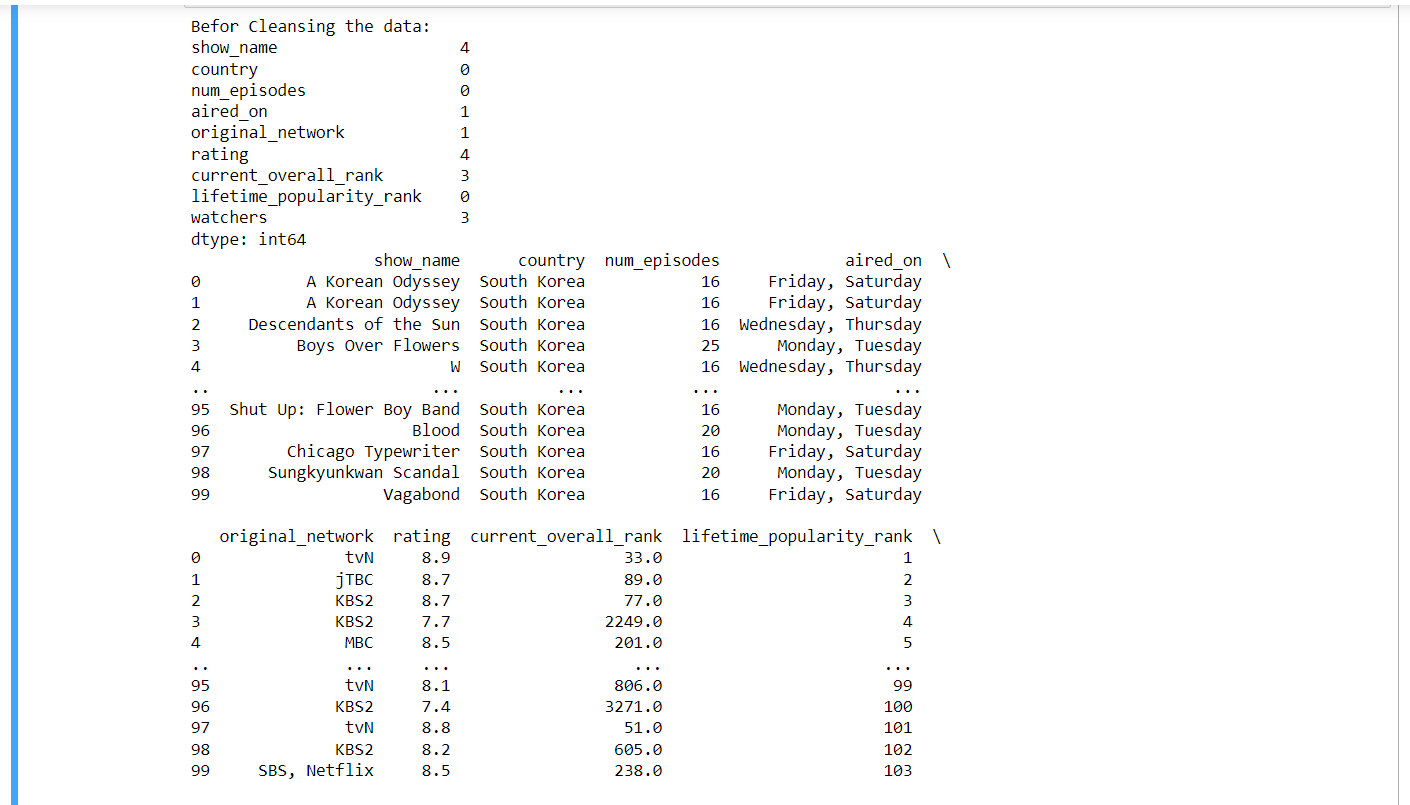 Befor Cleansing the data:
show_name                   4
country                     0
num_episodes                0
aired_on                    1
original_network            1
rating                      4
current_overall_rank        3
lifetime_popularity_rank    0
watchers                    3
dtype: int64
                   show_name      country  num_episodes             aired_on  \
0            A Korean Odyssey  South Korea            16     Friday, Saturday
1            A Korean Odyssey  South Korea            16     Friday, Saturday
2      Descendants of the Sun  South Korea            16  Wednesday, Thursday
3           Boys Over Flowers  South Korea            25      Monday, Tuesday
4                           W  South Korea            16  Wednesday, Thursday
..                        ...          ...           ...                  ...
95   Shut Up: Flower Boy Band  South Korea            16      Monday, Tuesday
96                      Blood  South Korea            20      Monday, Tuesday
97         Chicago Typewriter  South Korea            16     Friday, Saturday
98       Sungkyunkwan Scandal  South Korea            20      Monday, Tuesday
99                   Vagabond  South Korea            16     Friday, Saturday
   original_network  rating  current_overall_rank  lifetime_popularity_rank  \
0               tvN     8.9                  33.0                         1
1              jTBC     8.7                  89.0                         2
2              KBS2     8.7                  77.0                         3
3              KBS2     7.7                2249.0                         4
4               MBC     8.5                 201.0                         5
..              ...     ...                   ...                       ...
95              tvN     8.1                 806.0                        99
96             KBS2     7.4                3271.0                       100
97              tvN     8.8                  51.0                       101
98             KBS2     8.2                 605.0                       102
99     SBS, Netflix     8.5                 238.0                       103